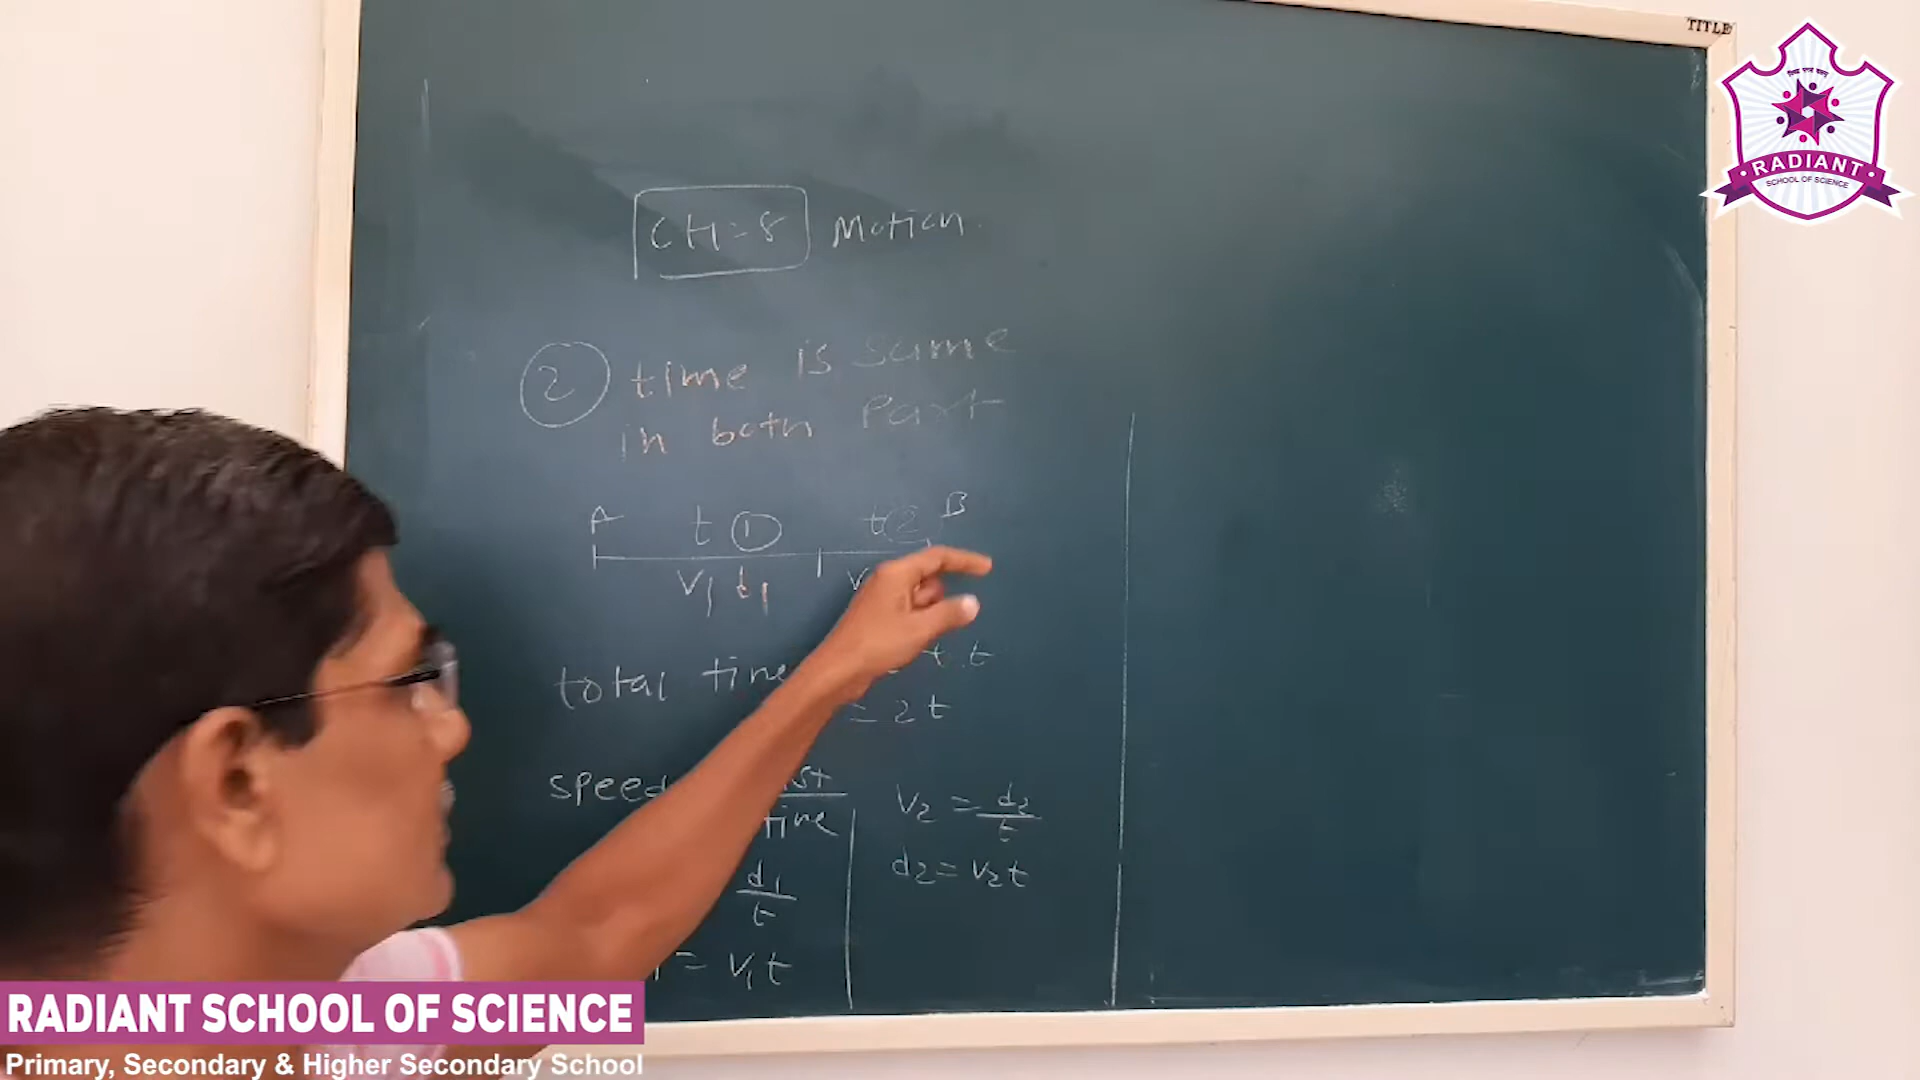 TITLE
RADIANT
SCHOOL OF SCIENCE
CH=8 Motion.
2 time is same
in both Part
A t 1 t 2 B
V1 t1 V
total time t + t
= 2t
speed
time
d1
t
= V1t
V2 = d2
t
d2 = V2t
RADIANT SCHOOL OF SCIENCE
Primary, Secondary & Higher Secondary School